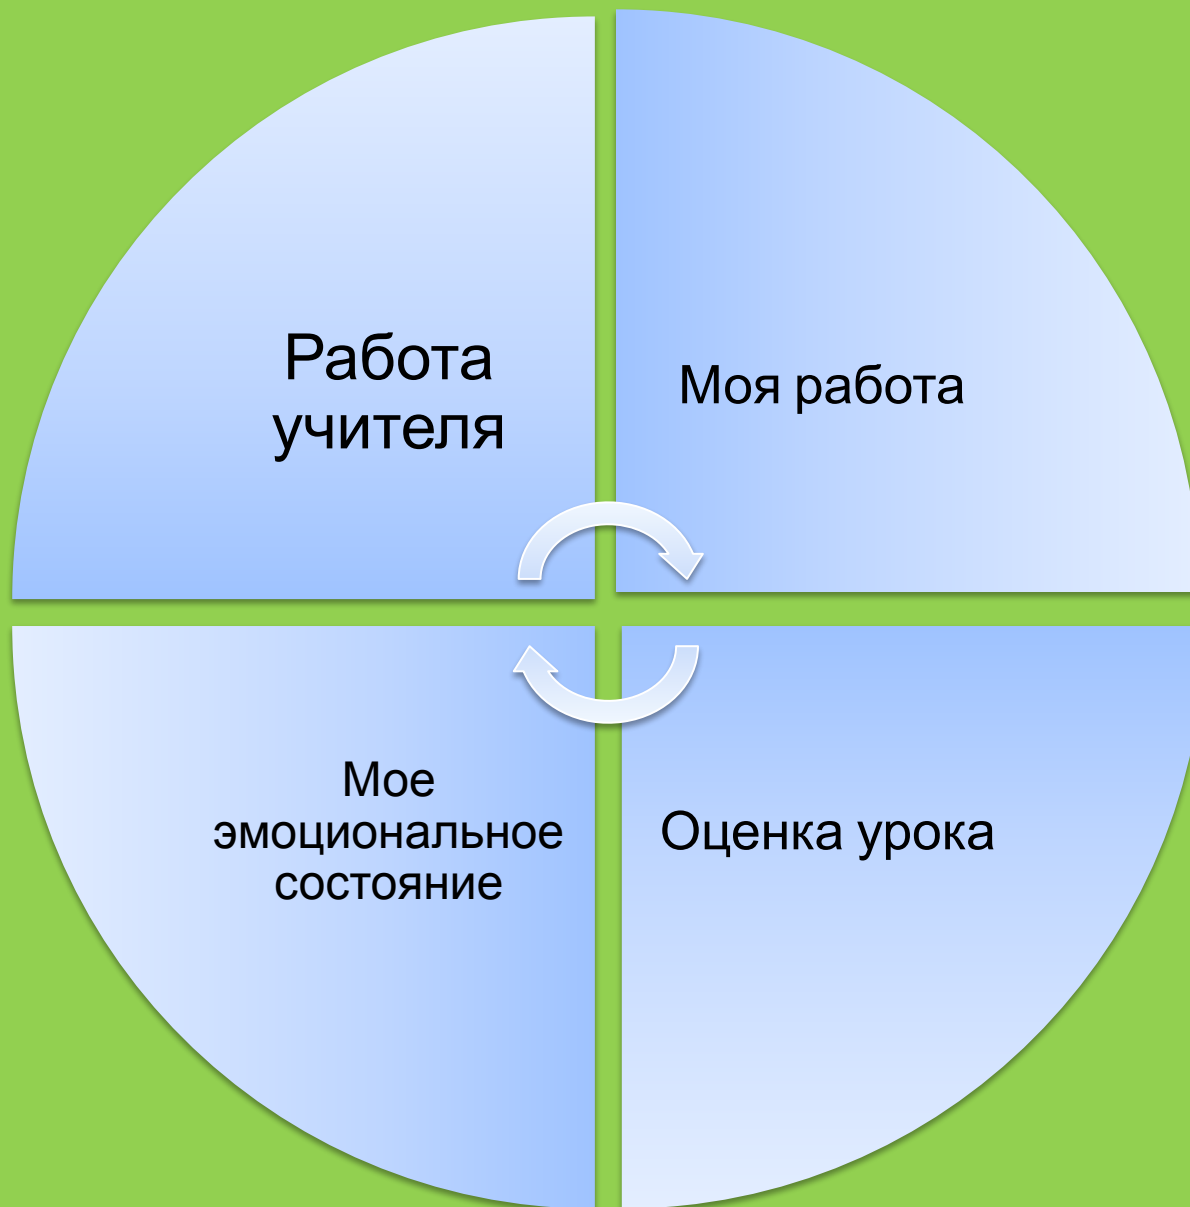 Работа
учителя
Моя работа
Мое
эмоциональное
состояние
Оценка урока